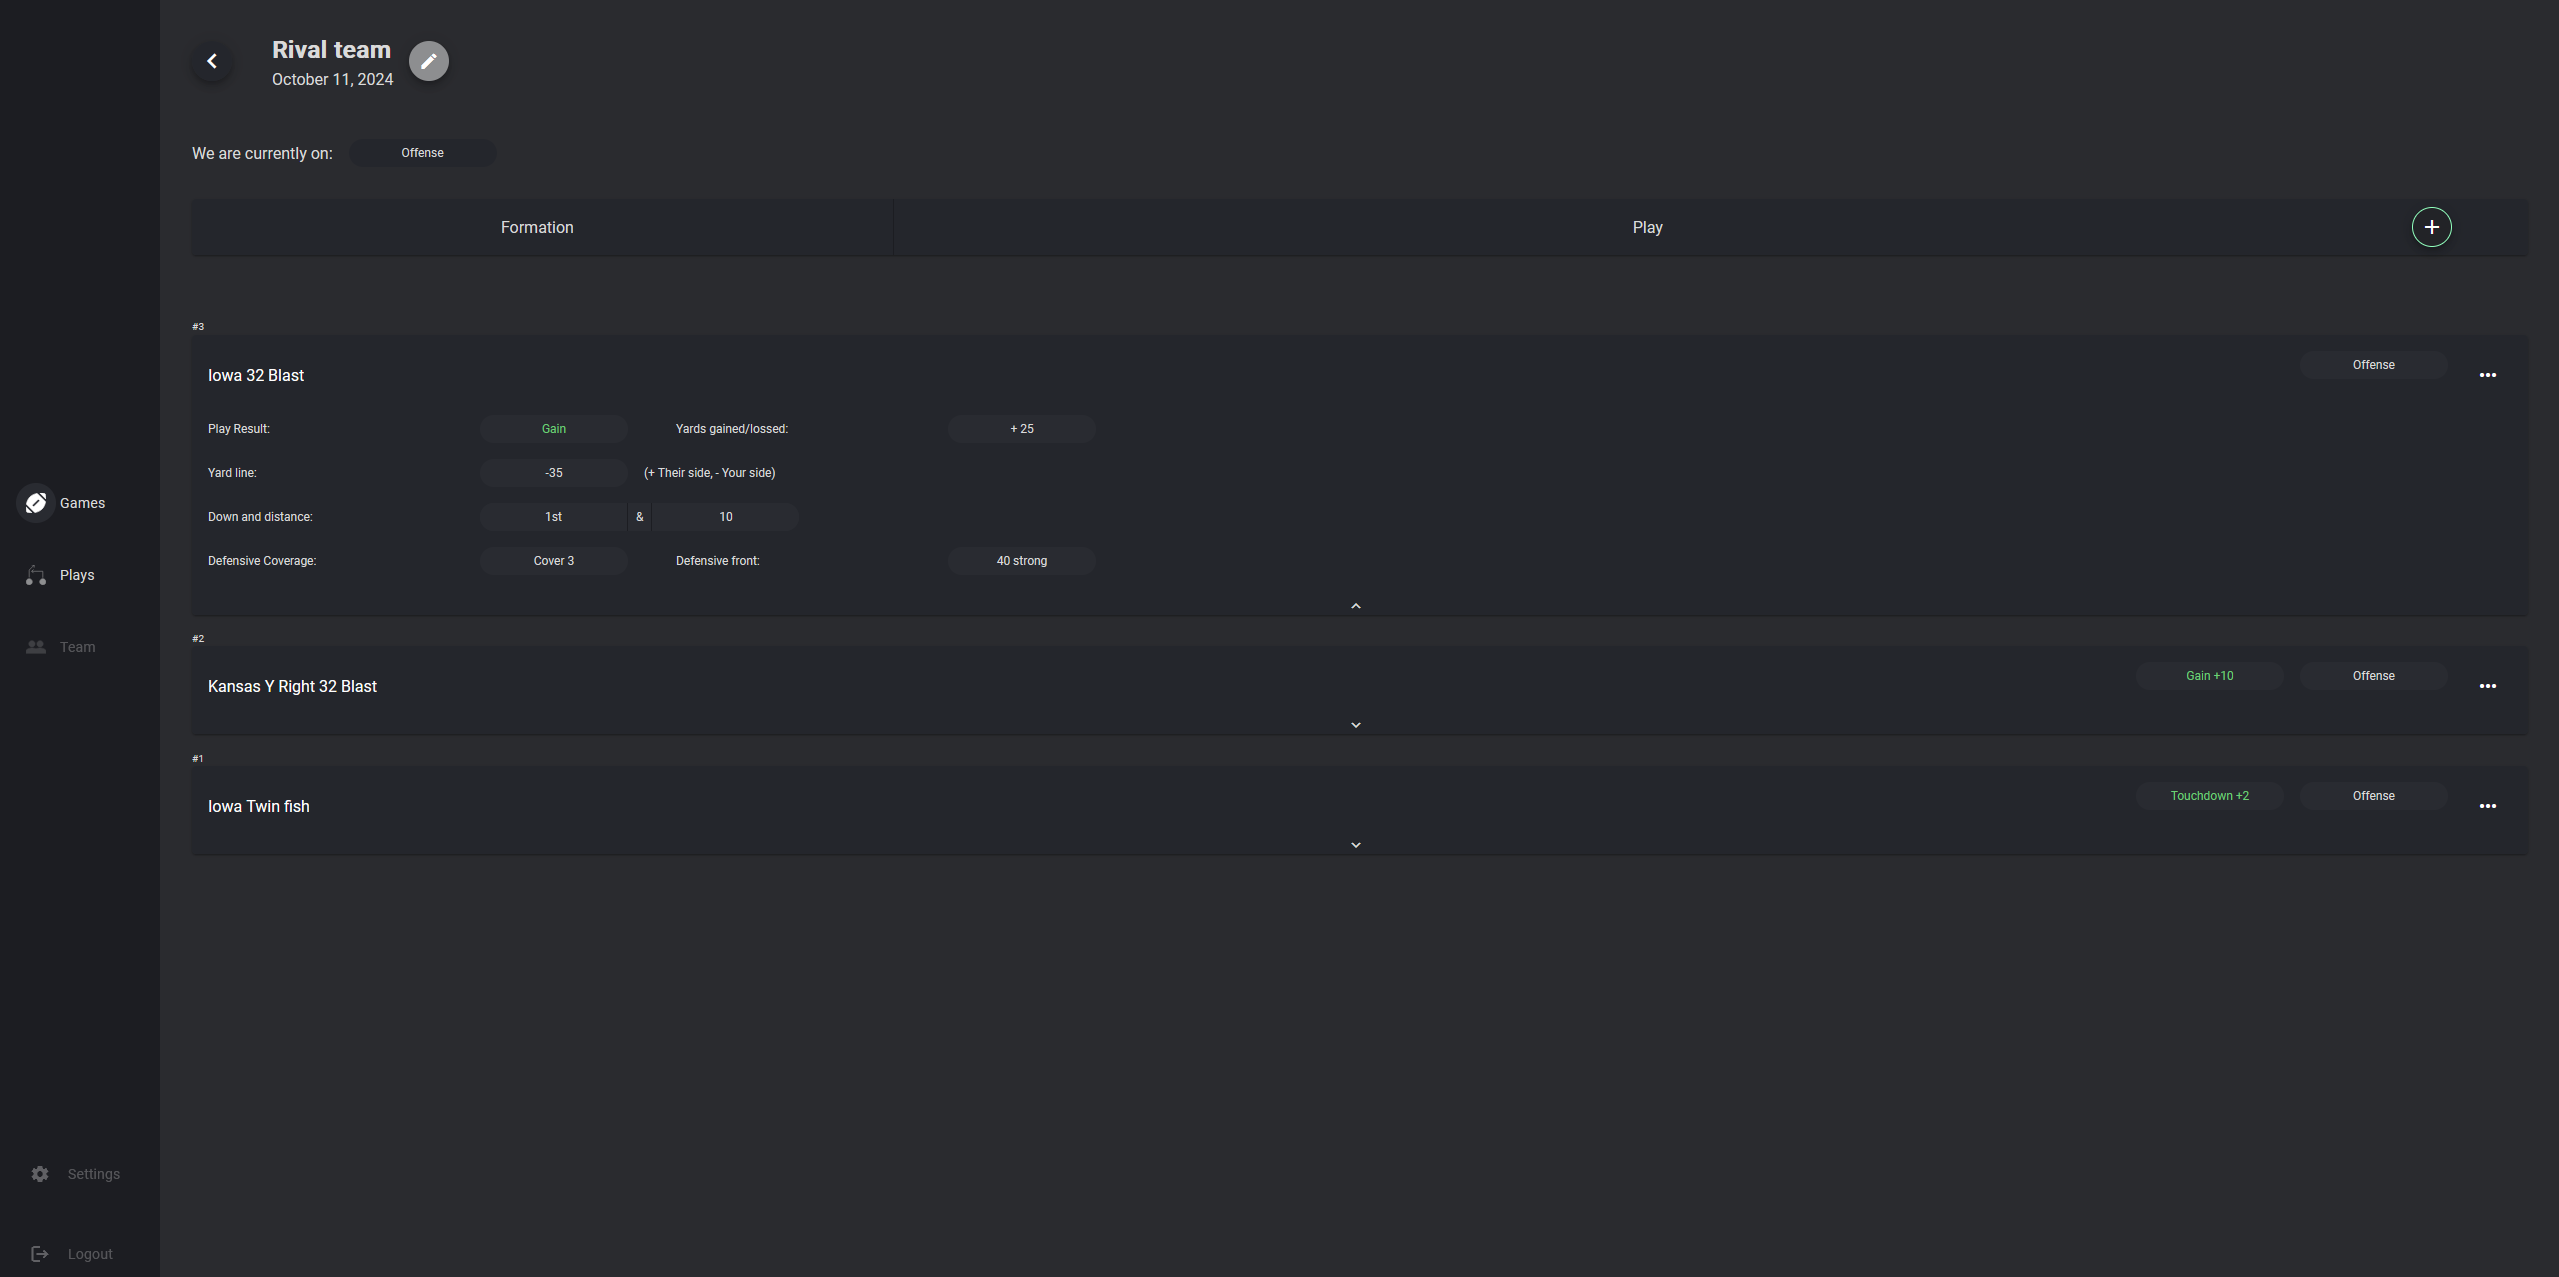 Rival team
October 11, 2024
We are currently on: Offense
Formation Play
#3
Iowa 32 Blast Offense
Play Result: Gain Yards gained/lossed: + 25
Yard line: -35 (+ Their side, - Your side)
Down and distance: 1st & 10
Defensive Coverage: Cover 3 Defensive front: 40 strong
#2
Kansas Y Right 32 Blast Gain +10 Offense
#1
Iowa Twin fish Touchdown +2 Offense
Games
Plays
Team
Settings
Logout